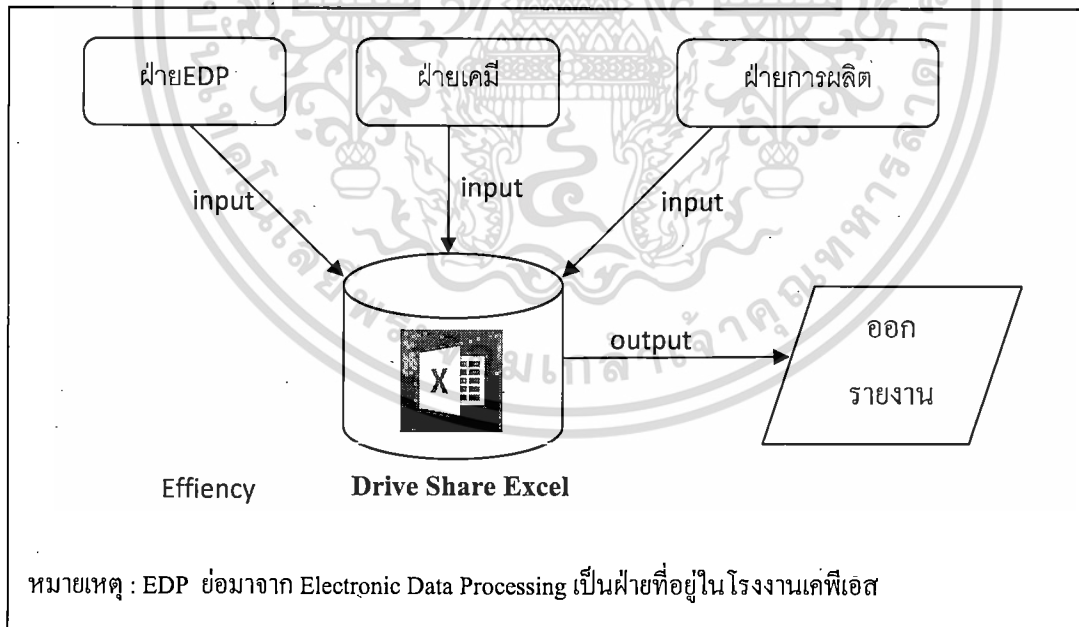 ฝ่ายEDP
ฝ่ายเคมี
ฝ่ายการผลิต
input
input
input
output
ออก
รายงาน
Effiency
Drive Share Excel
หมายเหตุ : EDP ย่อมาจาก Electronic Data Processing เป็นฝ่ายที่อยู่ในโรงงานเคพีเอส